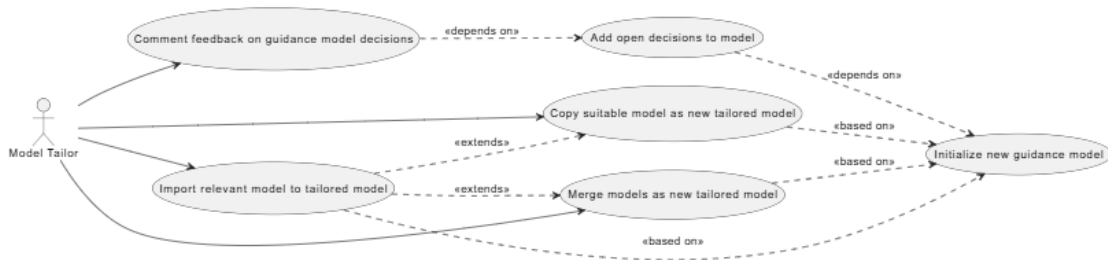 Comment feedback on guidance model decisions
«depends on»
Add open decisions to model
«depends on»
Model Tailor
Copy suitable model as new tailored model
«based on»
«extends»
Initialize new guidance model
«based on»
Import relevant model to tailored model
«extends»
Merge models as new tailored model
«based on»